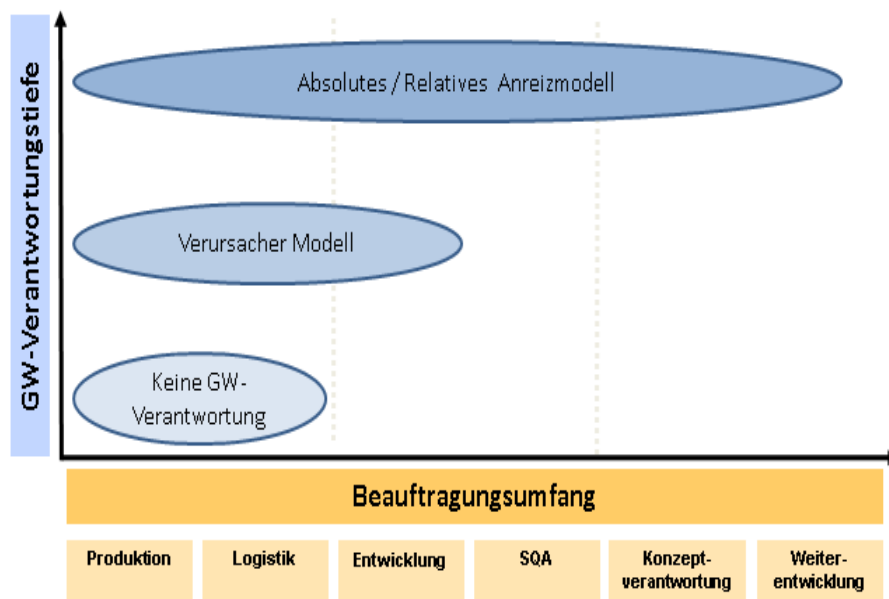 GW-Verantwortungstiefe
Absolutes / Relatives Anreizmodell
Verursacher Modell
Keine GW-
Verantwortung
Beauftragungsumfang
Produktion
Logistik
Entwicklung
SQA
Konzept-
verantwortung
Weiter-
entwicklung